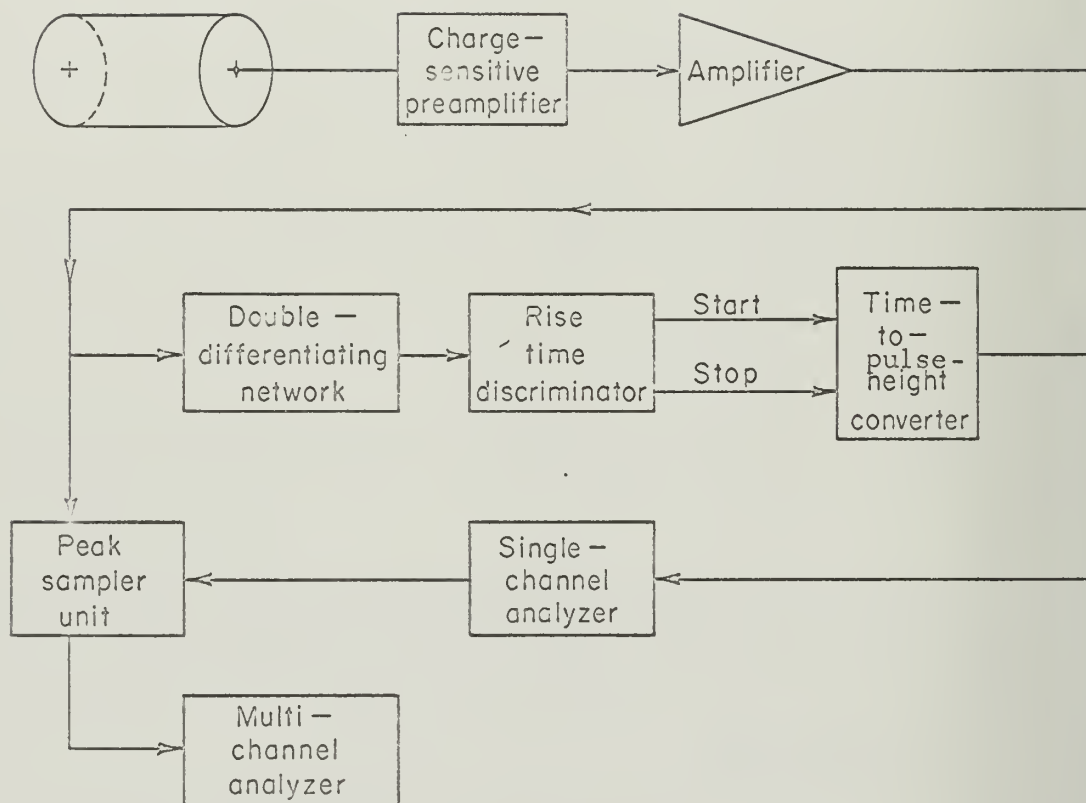 Charge—
sensitive
preamplifier
Amplifier
Double —
differentiating
network
Rise
time
discriminator
Start
Stop
Time —
to—
pulse-
height
converter
Peak
sampler
unit
Single —
channel
analyzer
Multi —
channel
analyzer